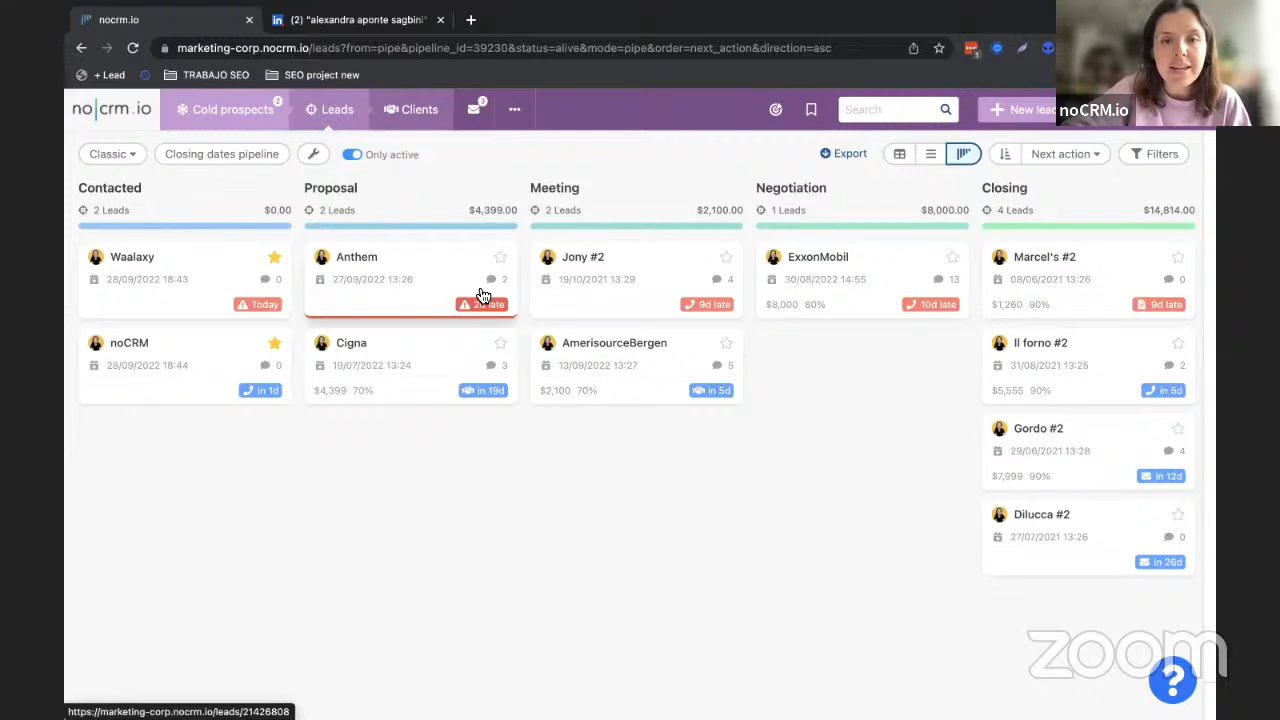 nocrm.io
(2) "alexandra aponte sagbini"
marketing-corp.nocrm.io/leads?from=pipe&pipeline_id=39230&status=alive&mode=pipe&order=next_action&direction=asc
1
+ Lead
TRABAJO SEO
SEO project new
noCRM.io
no|crm.io
Cold prospects
2
Leads
Clients
3
Search
New lead
Classic
Closing dates pipeline
Only active
Export
Next action
Filters
Contacted
2 Leads
$0.00
Waalaxy
28/09/2022 18:43
0
Today
noCRM
28/09/2022 18:44
0
in 1d
Proposal
2 Leads
$4,399.00
Anthem
27/09/2022 13:26
2
late
Cigna
19/07/2022 13:24
3
$4,399 70%
in 19d
Meeting
2 Leads
$2,100.00
Jony #2
19/10/2021 13:29
4
9d late
AmerisourceBergen
13/09/2022 13:27
5
$2,100 70%
in 5d
Negotiation
1 Leads
$8,000.00
ExxonMobil
30/08/2022 14:55
13
$8,000 80%
10d late
Closing
4 Leads
$14,814.00
Marcel's #2
08/06/2021 13:26
0
$1,260 90%
9d late
Il forno #2
31/08/2021 13:25
2
$5,555 90%
in 5d
Gordo #2
29/06/2021 13:28
4
$7,999 90%
in 12d
Dilucca #2
27/07/2021 13:26
0
in 26d
zoom
?
https://marketing-corp.nocrm.io/leads/21426808